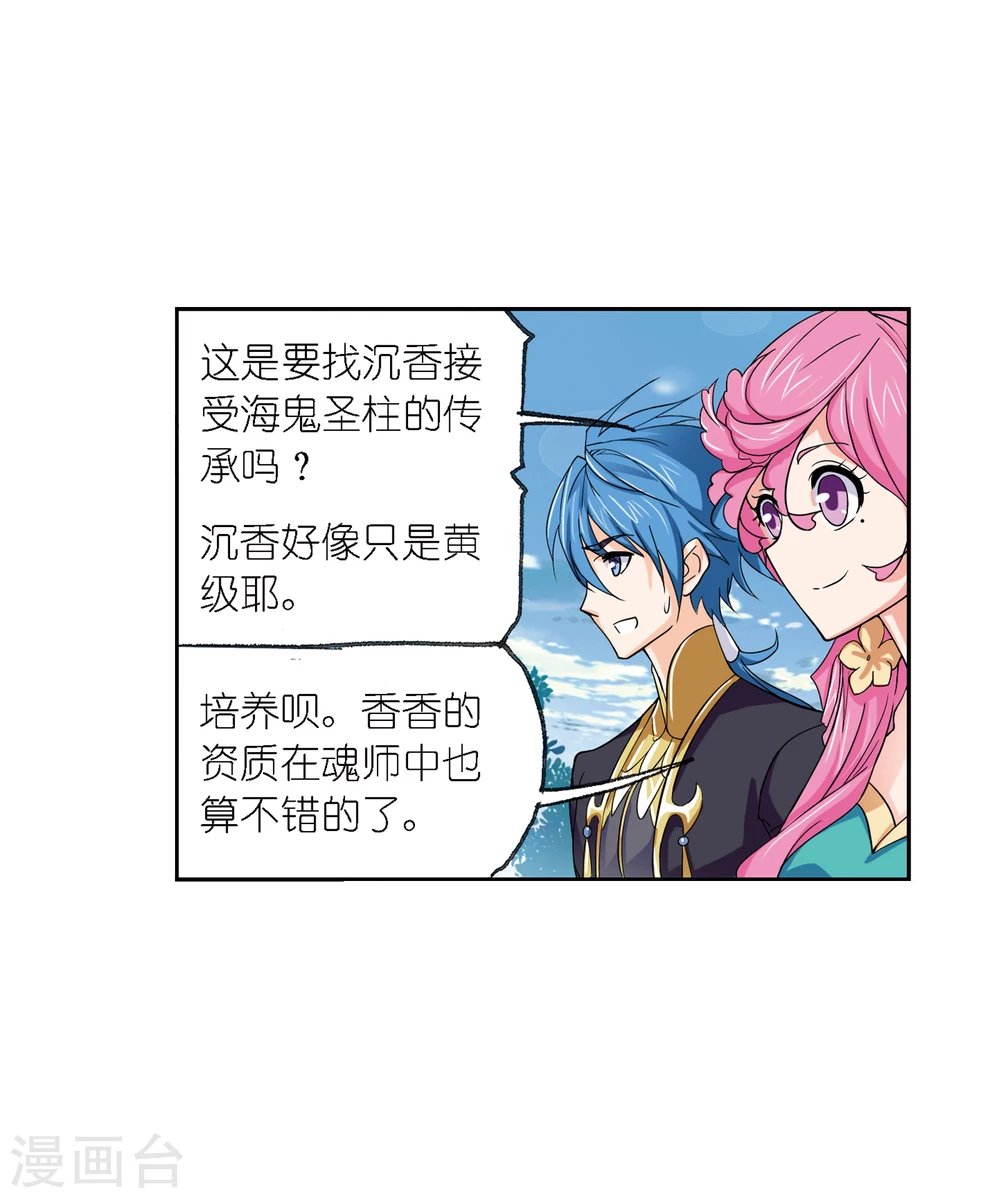 这是要找沉香接
受海鬼圣柱的传
承吗？
沉香好像只是黄
级耶。
培养呗。香香的
资质在魂师中也
算不错的了。
漫画台